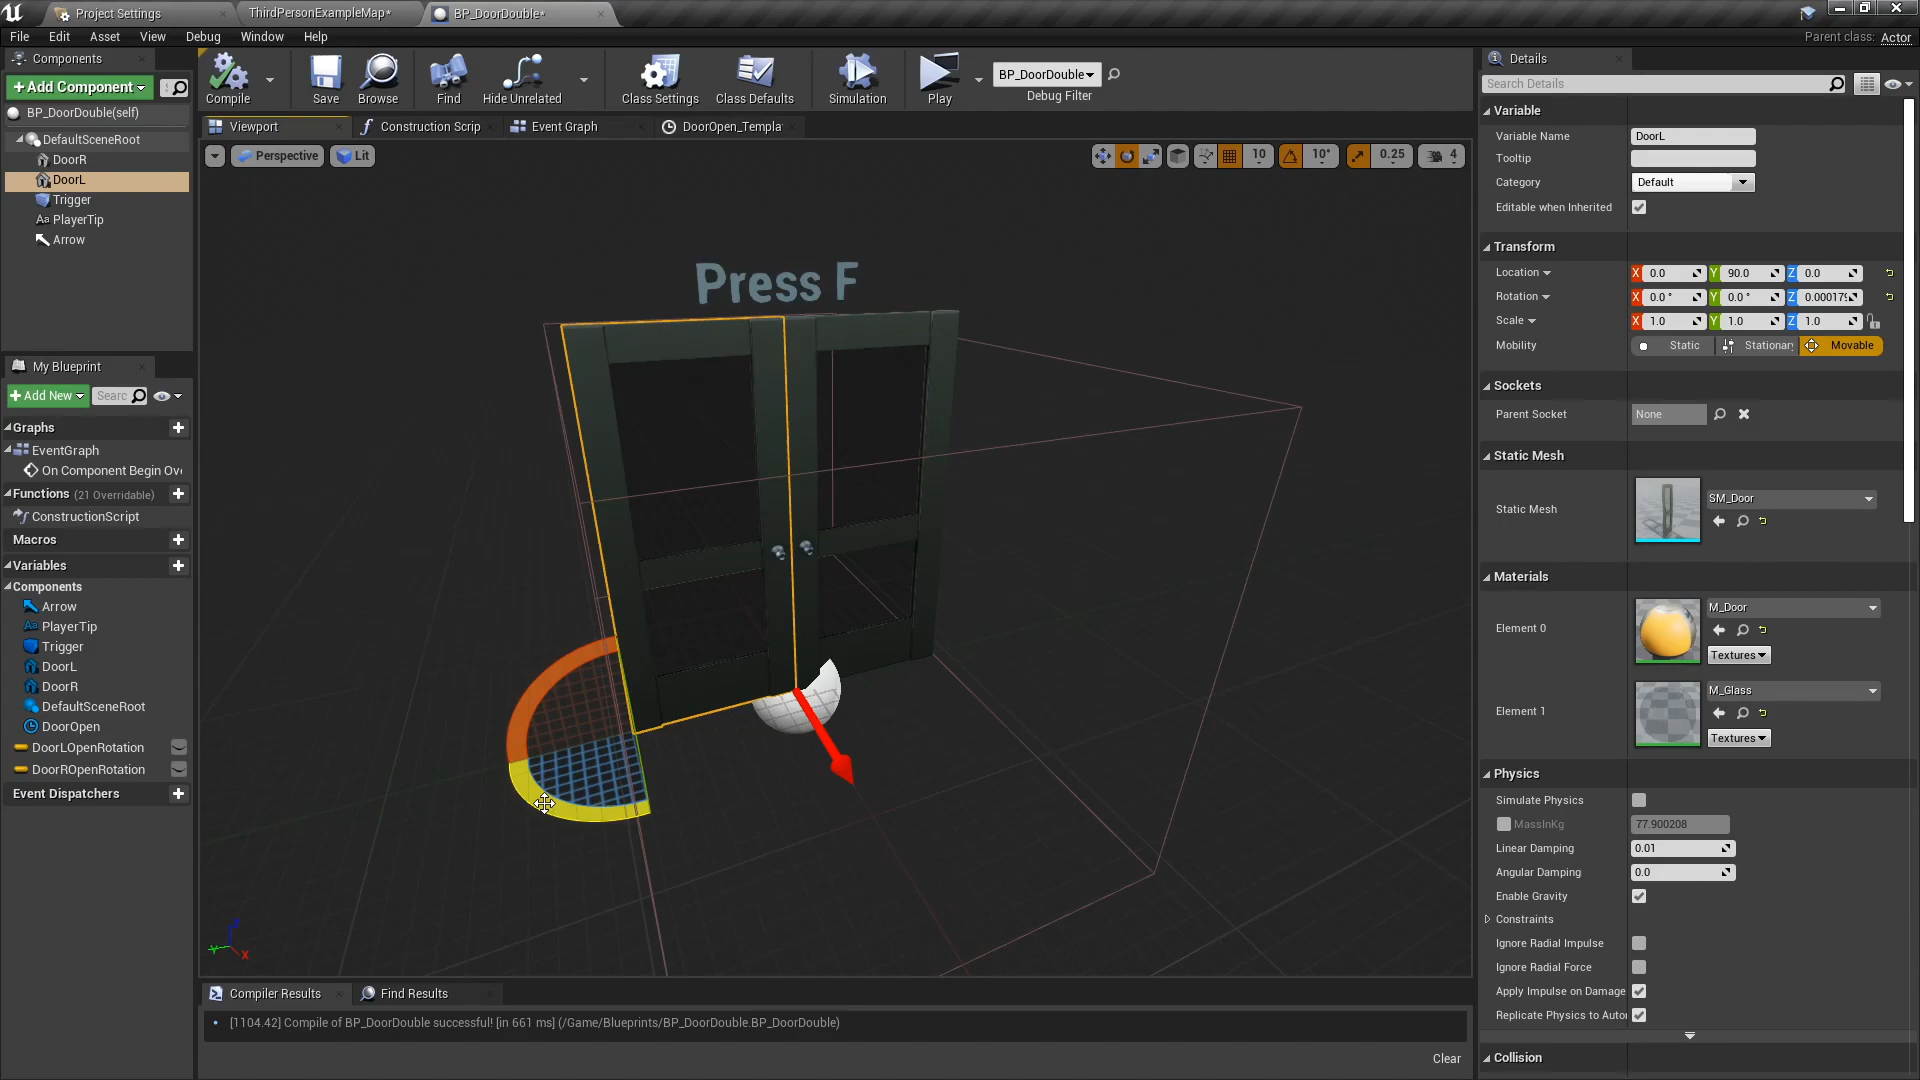 Project Settings
ThirdPersonExampleMap*
BP_DoorDouble*
File Edit Asset View Debug Window Help
Parent class: Actor
Components
+Add Component
BP_DoorDouble(self)
DefaultSceneRoot
DoorR
DoorL
Trigger
Aa PlayerTip
Arrow
My Blueprint
+Add New
Searc
Graphs
EventGraph
On Component Begin Ov
Functions (21 Overridable)
ConstructionScript
Macros
Variables
Components
Arrow
Aa PlayerTip
Trigger
DoorL
DoorR
DefaultSceneRoot
DoorOpen
DoorLOpenRotation
DoorROpenRotation
Event Dispatchers
Compile
Save
Browse
Find
Hide Unrelated
Class Settings
Class Defaults
Simulation
Play
BP_DoorDouble
Debug Filter
Viewport
Construction Scrip
Event Graph
DoorOpen_Templa
Perspective
Lit
10
10°
0.25
4
Press F
Compiler Results
Find Results
[1104.42] Compile of BP_DoorDouble successful! [in 661 ms] (/Game/Blueprints/BP_DoorDouble.BP_DoorDouble)
Clear
Details
Search Details
Variable
Variable Name DoorL
Tooltip
Category Default
Editable when Inherited
Transform
Location X 0.0 Y 90.0 Z 0.0
Rotation X 0.0 ° Y 0.0 °
Scale X 1.0 Y 1.0 Z 1.0
Mobility Static Stationary Movable
Sockets
Parent Socket None
Static Mesh
Static Mesh SM_Door
Materials
Element 0 M_Door
Textures
Element 1 M_Glass
Textures
Physics
Simulate Physics
MassInKg 77.900208
Linear Damping 0.01
Angular Damping 0.0
Enable Gravity
Constraints
Ignore Radial Impulse
Ignore Radial Force
Apply Impulse on Damage
Replicate Physics to Auto
Collision